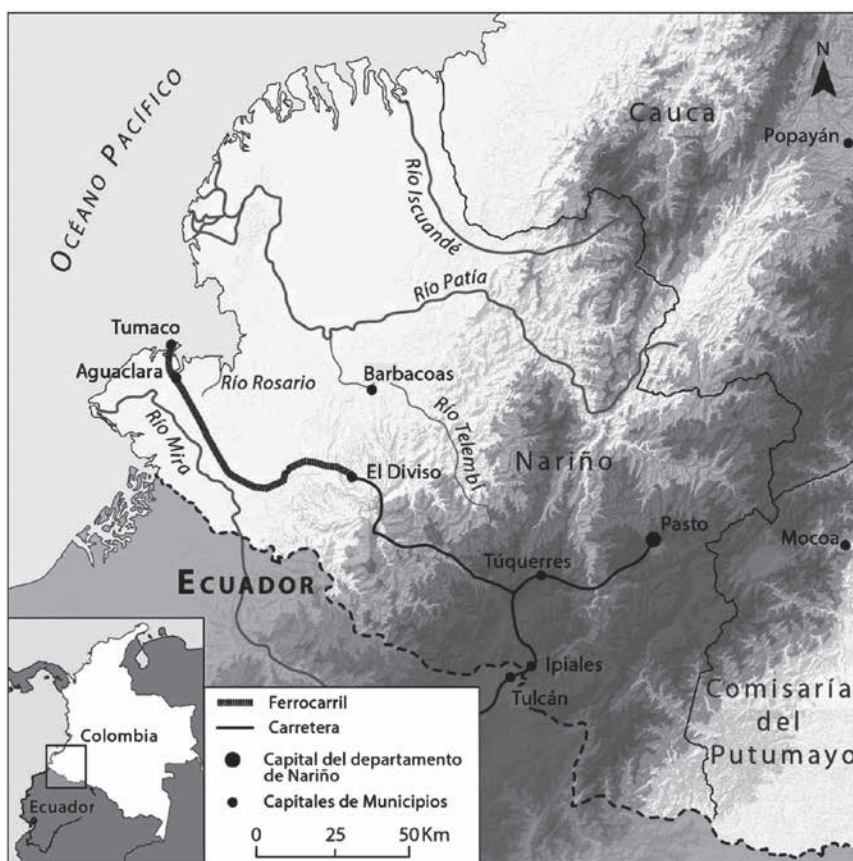 N
OCÉANO PACÍFICO
Cauca
Popayán
Río Iscuandé
Río Patía
Tumaco
Aguaclara
Río Rosario
Barbacoas
Río Mira
Río Telembí
Nariño
El Diviso
Pasto
Mocoa
Túquerres
ECUADOR
Ipiales
Tulcán
Comisaría
del
Putumayo
Colombia
Ecuador
Ferrocarril
Carretera
Capital del departamento
de Nariño
Capitales de Municipios
0 25 50 Km